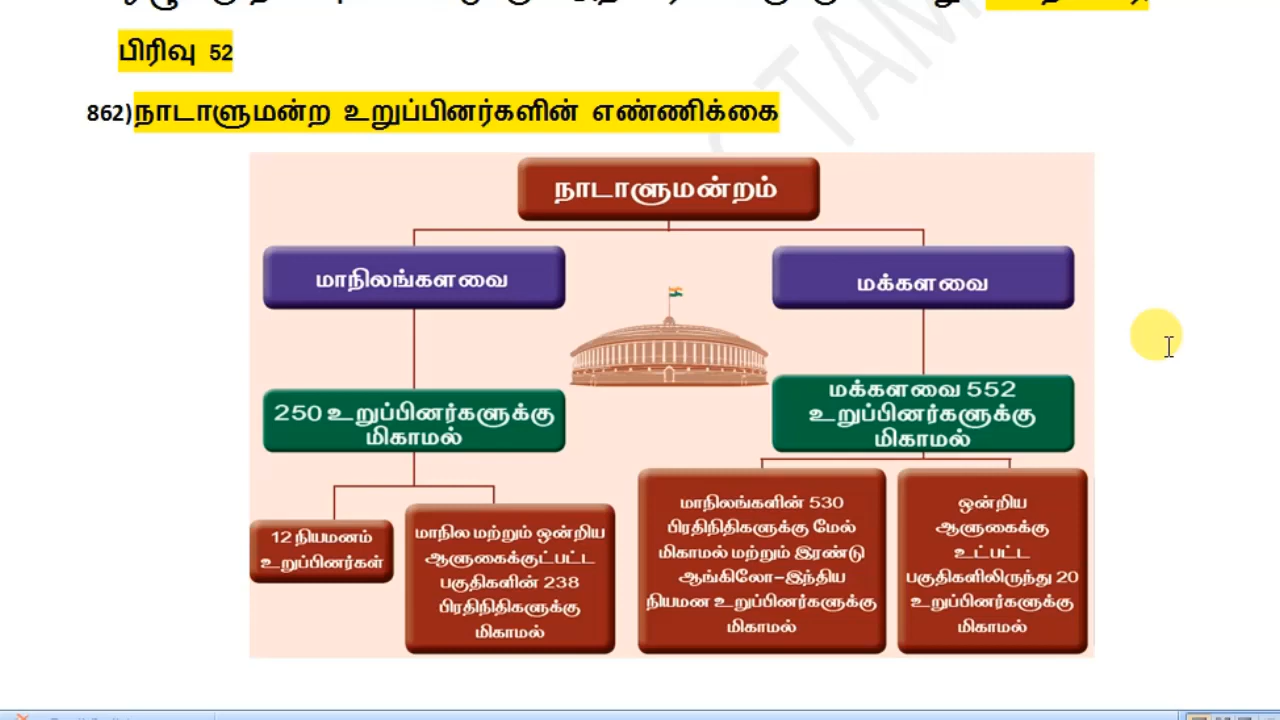 பிரிவு 52
862)நாடாளுமன்ற உறுப்பினர்களின் எண்ணிக்கை
நாடாளுமன்றம்
மாநிலங்களவை
மக்களவை
250 உறுப்பினர்களுக்கு
மிகாமல்
மக்களவை 552
உறுப்பினர்களுக்கு
மிகாமல்
12 நியமனம்
உறுப்பினர்கள்
மாநில மற்றும் ஒன்றிய
ஆளுகைக்குட்பட்ட
பகுதிகளின் 238
பிரதிநிதிகளுக்கு
மிகாமல்
மாநிலங்களின் 530
பிரதிநிதிகளுக்கு மேல்
மிகாமல் மற்றும் இரண்டு
ஆங்கிலோ-இந்திய
நியமன உறுப்பினர்களுக்கு
மிகாமல்
ஒன்றிய
ஆளுகைக்கு
உட்பட்ட
பகுதிகளிலிருந்து 20
உறுப்பினர்களுக்கு
மிகாமல்